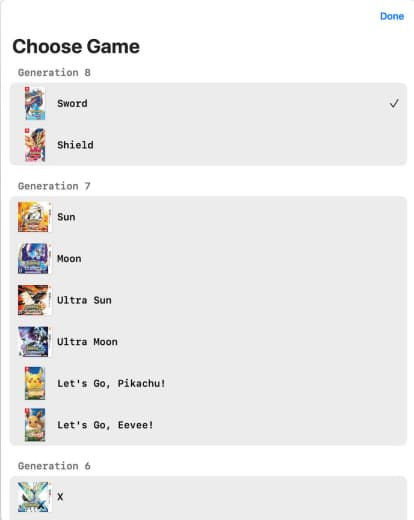 Done
Choose Game
Generation 8
Sword
Shield
Generation 7
Sun
Moon
Ultra Sun
Ultra Moon
Let's Go, Pikachu!
Let's Go, Eevee!
Generation 6
X